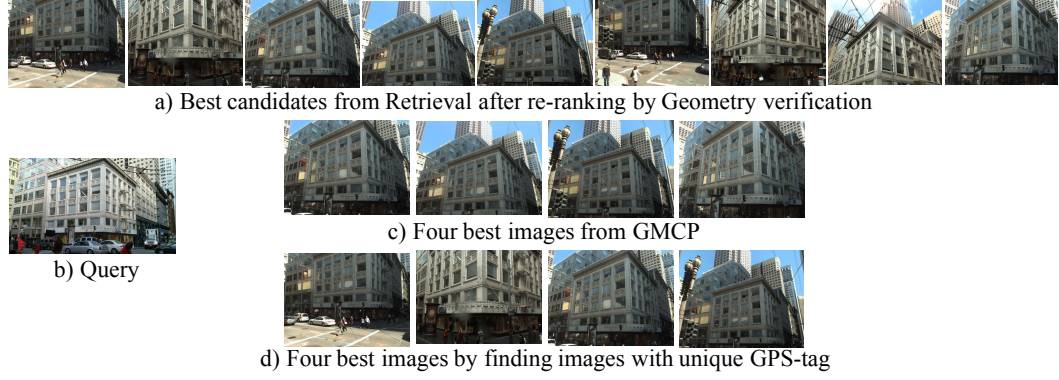 a) Best candidates from Retrieval after re-ranking by Geometry verification
c) Four best images from GMCP
b) Query
d) Four best images by finding images with unique GPS-tag